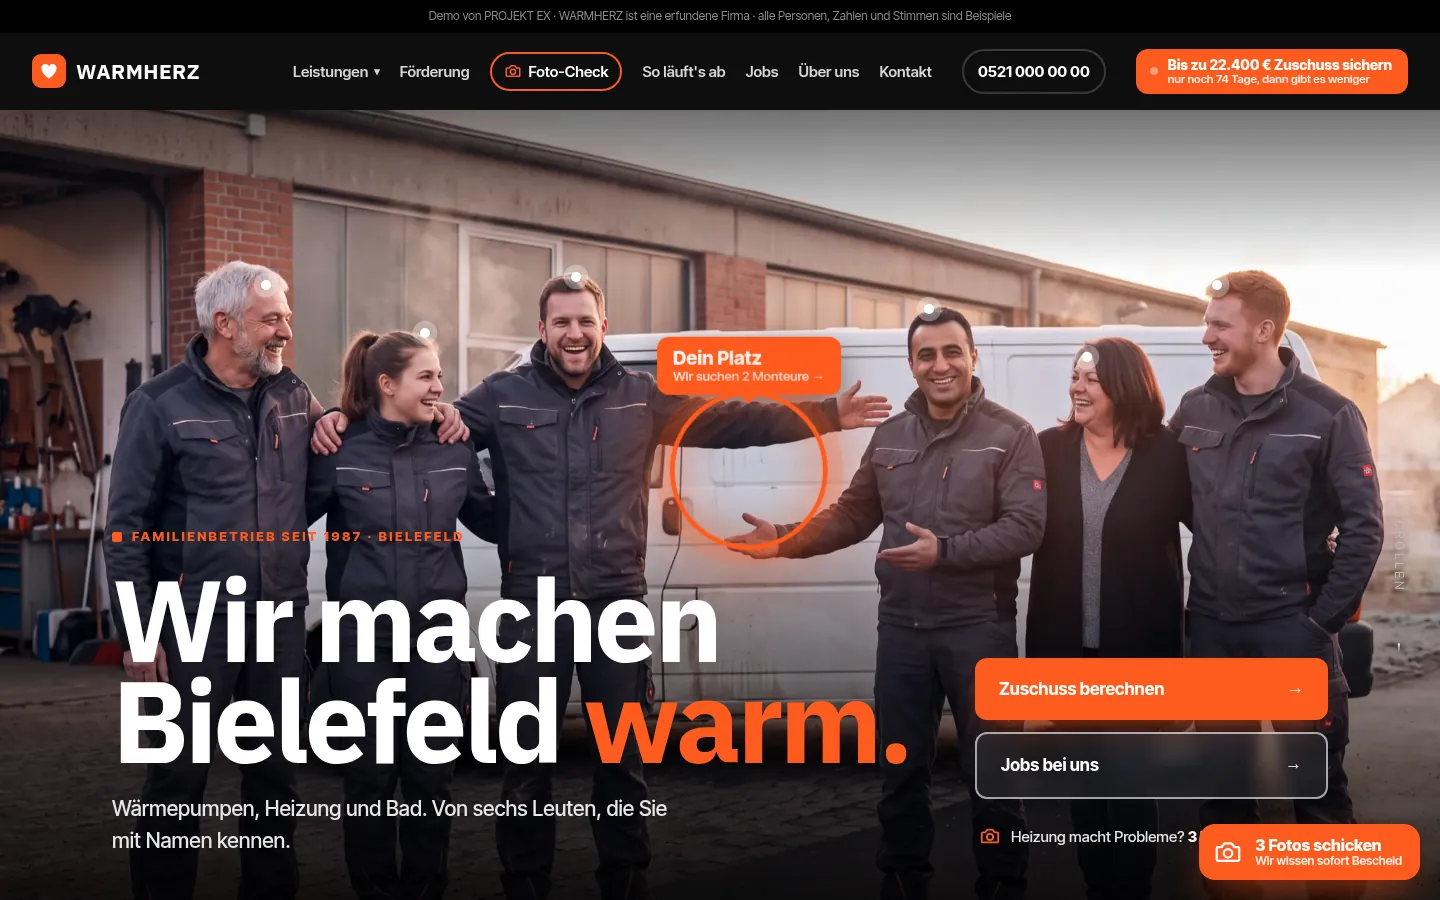 Demo von PROJEKT EX · WARMHERZ ist eine erfundene Firma · alle Personen, Zahlen und Stimmen sind Beispiele
WARMHERZ
Leistungen ▾
Förderung
Foto-Check
So läuft's ab
Jobs
Über uns
Kontakt
0521 000 00 00
Bis zu 22.400 € Zuschuss sichern
nur noch 74 Tage, dann gibt es weniger
Dein Platz
Wir suchen 2 Monteure →
FAMILIENBETRIEB SEIT 1987 · BIELEFELD
Wir machen
Bielefeld warm.
Wärmepumpen, Heizung und Bad. Von sechs Leuten, die Sie
mit Namen kennen.
Zuschuss berechnen →
Jobs bei uns →
Heizung macht Probleme? 3
3 Fotos schicken
Wir wissen sofort Bescheid